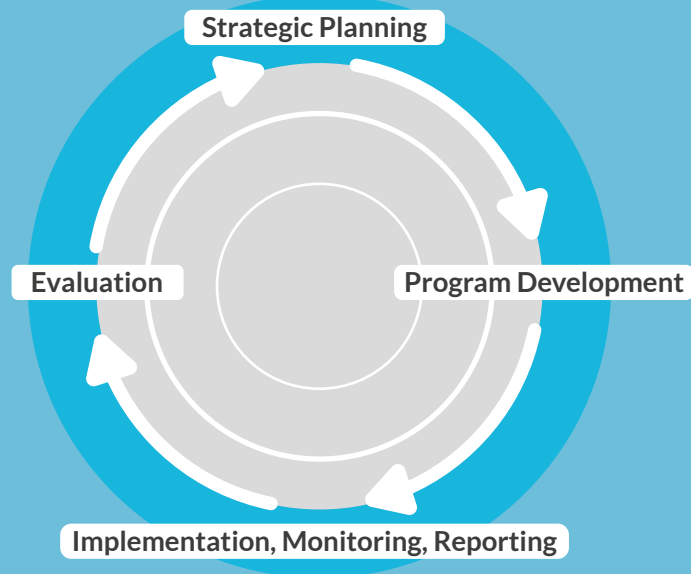 Strategic Planning
Evaluation
Program Development
Implementation, Monitoring, Reporting